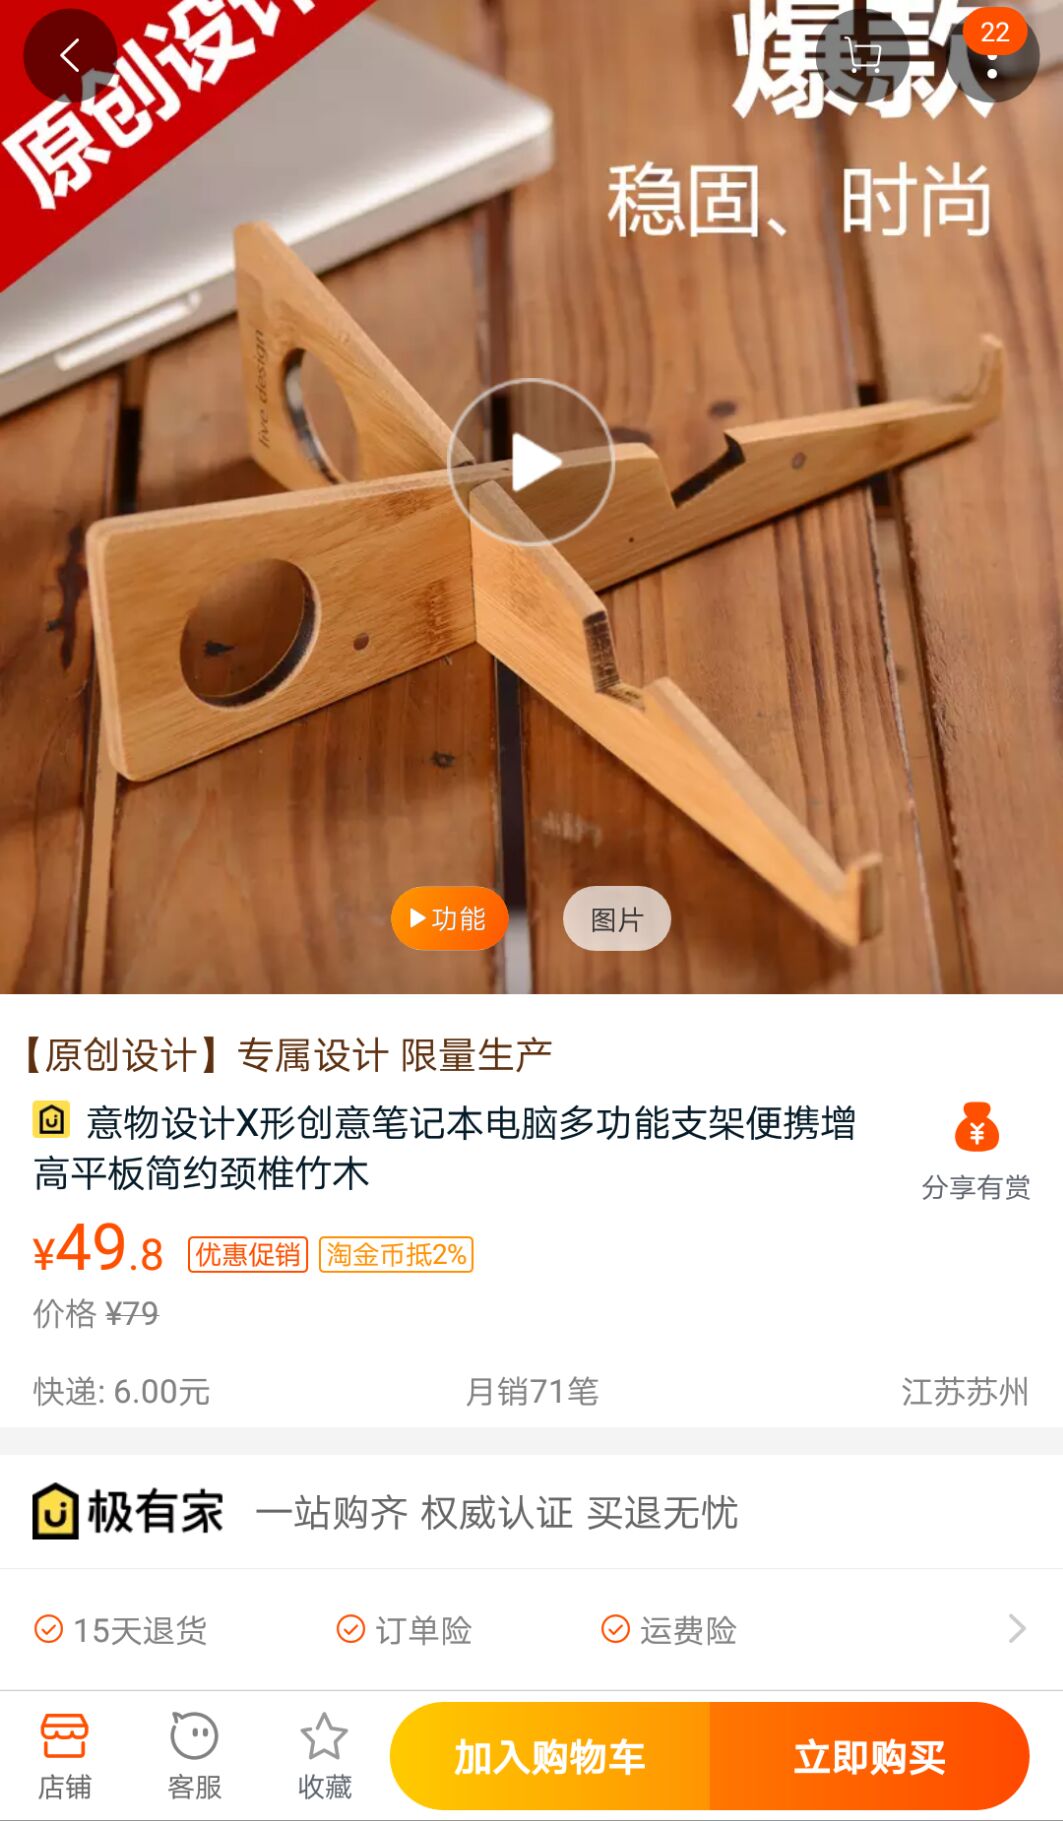 原创设计
爆款
22
稳固、时尚
live design
功能
图片
【原创设计】专属设计 限量生产
意物设计X形创意笔记本电脑多功能支架便携增
高平板简约颈椎竹木
分享有赏
¥49.8 优惠促销 淘金币抵2%
价格 ¥79
快递: 6.00元 月销71笔 江苏苏州
极有家 一站购齐 权威认证 买退无忧
15天退货 订单险 运费险
店铺 客服 收藏 加入购物车 立即购买